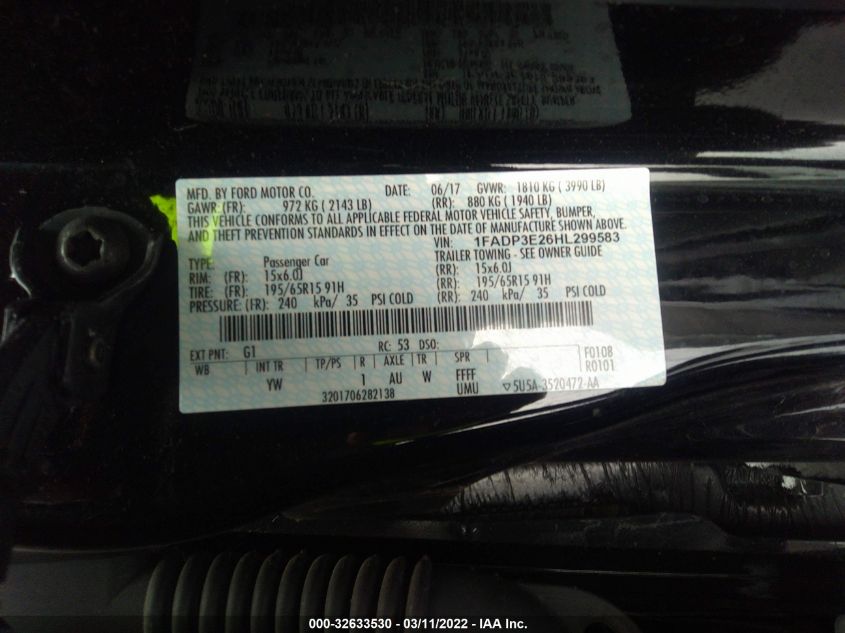 MFD. BY FORD MOTOR CO. DATE: 06/17 GVWR: 1810 KG ( 3990 LB)
GAWR: (FR): 972 KG ( 2143 LB) (RR): 880 KG ( 1940 LB)
THIS VEHICLE CONFORMS TO ALL APPLICABLE FEDERAL MOTOR VEHICLE SAFETY, BUMPER,
AND THEFT PREVENTION STANDARDS IN EFFECT ON THE DATE OF MANUFACTURE SHOWN ABOVE.
VIN: 1FADP3E26HL299583
TYPE: Passenger Car TRAILER TOWING - SEE OWNER GUIDE
RIM: (FR): 15x6.0J (RR): 15x6.0J
TIRE: (FR): 195/65R15 91H (RR): 195/65R15 91H
PRESSURE: (FR): 240 kPa/ 35 PSI COLD (RR): 240 kPa/ 35 PSI COLD
EXT PNT: G1 RC: 53 DSO: F0108
WB INT TR TP/PS R AXLE TR SPR R0101
YW 1 AU W FFFF
3201706282138 UMU ▽5U5A-3520472-AA
000-32633530 - 03/11/2022 - IAA Inc.